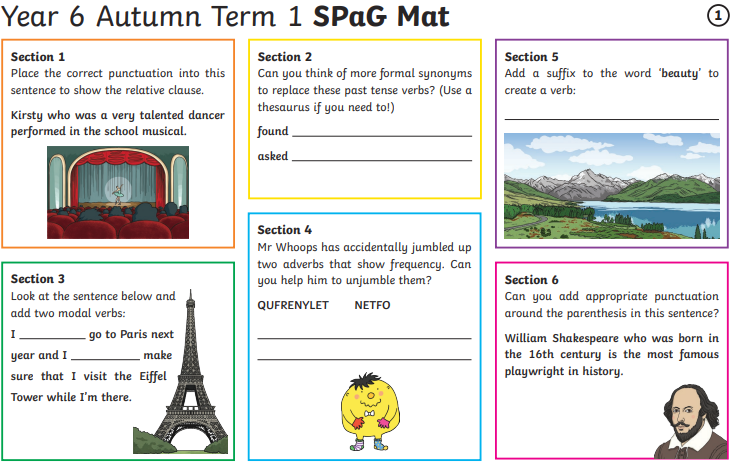 Year 6 Autumn Term 1 SPaG Mat
1
Section 1
Place the correct punctuation into this
sentence to show the relative clause.
Kirsty who was a very talented dancer
performed in the school musical.
Section 2
Can you think of more formal synonyms
to replace these past tense verbs? (Use a
thesaurus if you need to!)
found
asked
Section 5
Add a suffix to the word 'beauty' to
create a verb:
Section 3
Look at the sentence below and
add two modal verbs:
I __________ go to Paris next
year and I __________ make
sure that I visit the Eiffel
Tower while I'm there.
Section 4
Mr Whoops has accidentally jumbled up
two adverbs that show frequency. Can
you help him to unjumble them?
QUFRENYLET NETFO
Section 6
Can you add appropriate punctuation
around the parenthesis in this sentence?
William Shakespeare who was born in
the 16th century is the most famous
playwright in history.